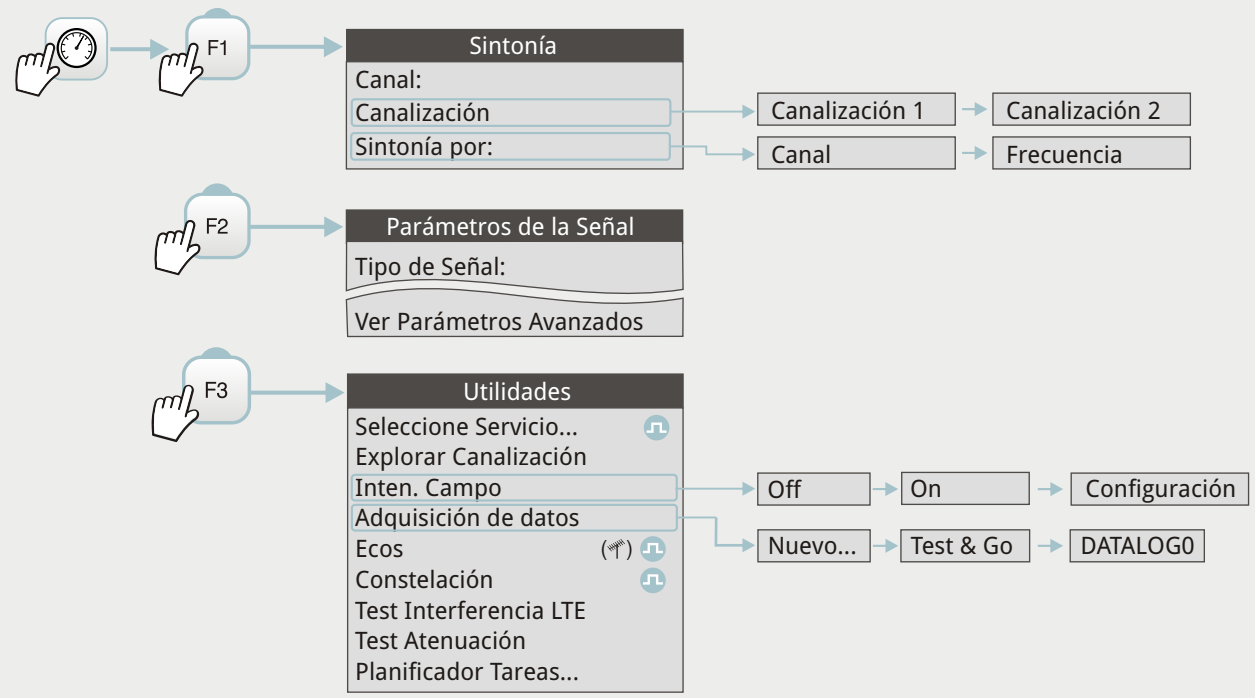 F1
Sintonía
Canal:
Canalización
Canalización 1
Canalización 2
Sintonía por:
Canal
Frecuencia
F2
Parámetros de la Señal
Tipo de Señal:
Ver Parámetros Avanzados
F3
Utilidades
Seleccione Servicio...
Explorar Canalización
Inten. Campo
Off
On
Configuración
Adquisición de datos
Nuevo...
Test & Go
DATALOG0
Ecos
Constelación
Test Interferencia LTE
Test Atenuación
Planificador Tareas...